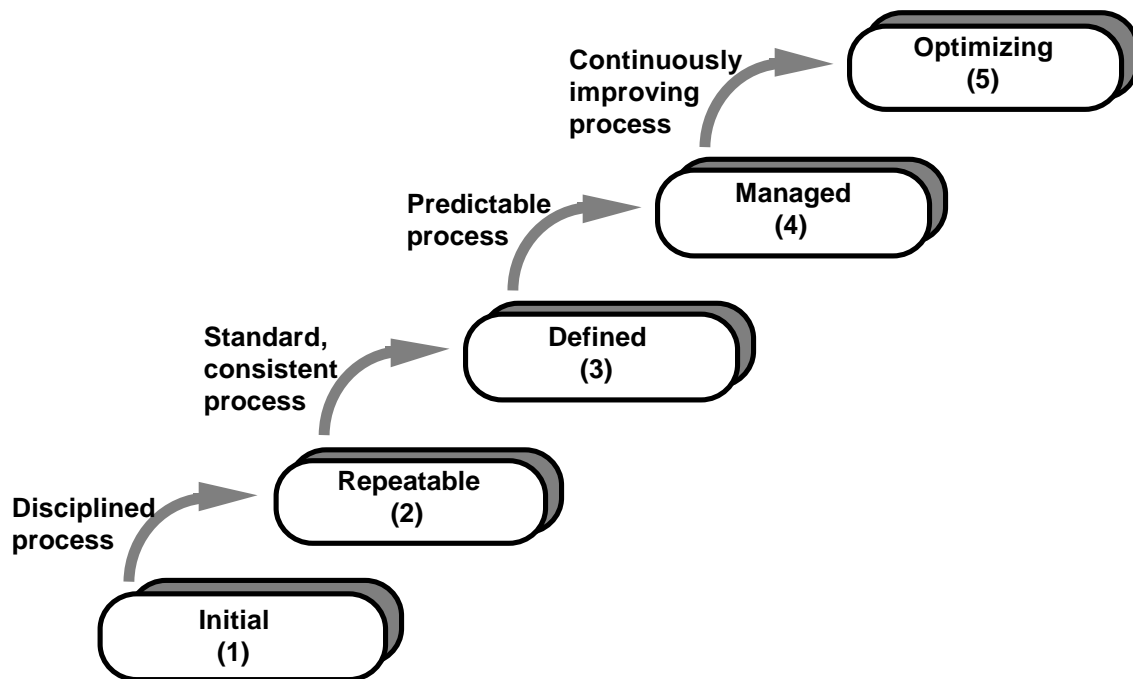 Optimizing
(5)
Continuously
improving
process
Managed
(4)
Predictable
process
Defined
(3)
Standard,
consistent
process
Repeatable
(2)
Disciplined
process
Initial
(1)